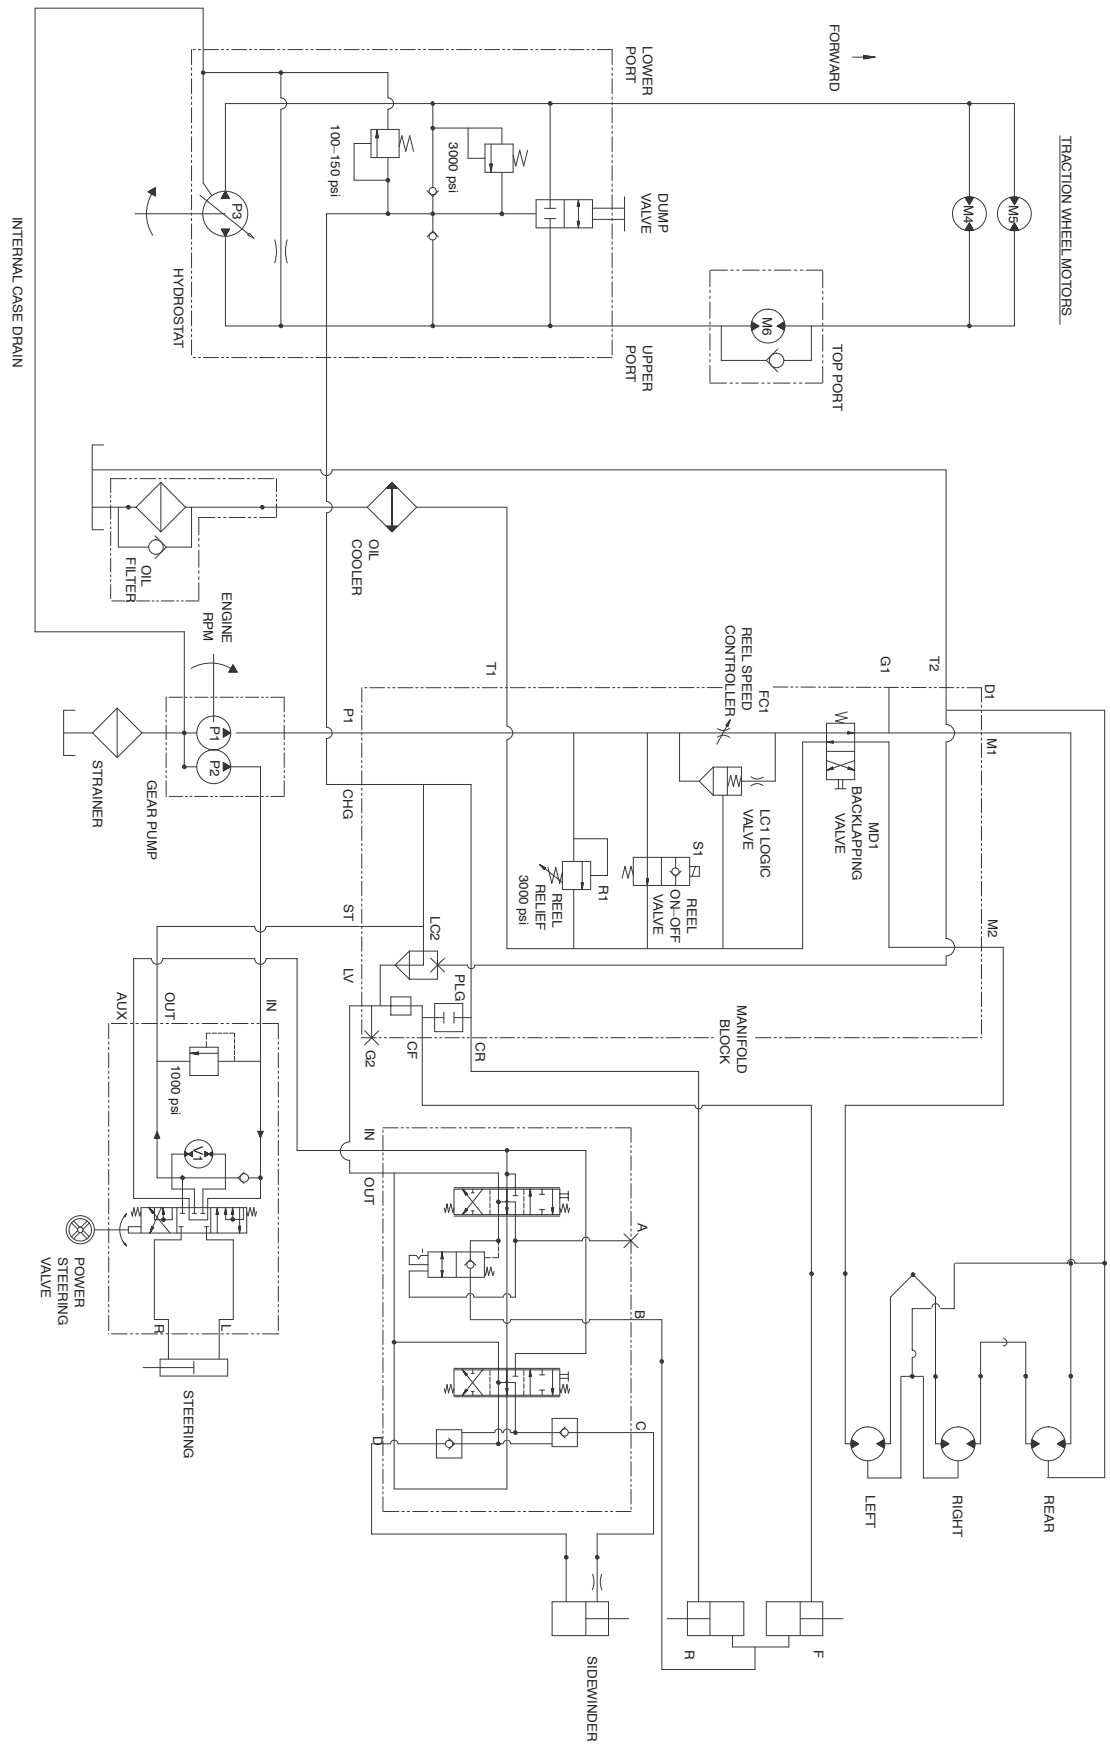 TRACTION WHEEL MOTORS
FORWARD
LOWER
PORT
M5
M4
DUMP
VALVE
3000 psi
100-150 psi
P3
HYDROSTAT
UPPER
PORT
M6
TOP PORT
INTERNAL CASE DRAIN
OIL
COOLER
OIL
FILTER
ENGINE
RPM
T1
T2
G1
D1
M1
P1
REEL SPEED
CONTROLLER
FC1
P1
P2
STRAINER
GEAR PUMP
CHG
LC1 LOGIC
VALVE
MD1
BACKLAPPING
VALVE
S1
R1
REEL
RELIEF
3000 psi
REEL
ON-OFF
VALVE
M2
ST
LC2
LV
PLG
MANIFOLD
BLOCK
AUX
OUT
IN
G2
CF
CR
1000 psi
V1
IN
OUT
A
B
C
D
POWER
STEERING
VALVE
R
L
STEERING
LEFT
RIGHT
REAR
SIDEWINDER
R
F